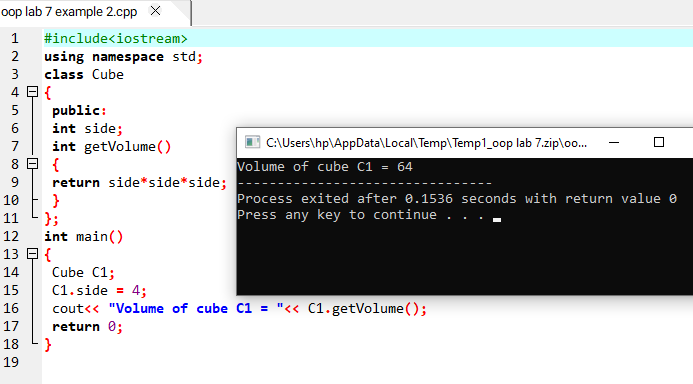 oop lab 7 example 2.cpp
1 #include<iostream>
2 using namespace std;
3 class Cube
4 {
5 public:
6 int side;
7 int getVolume()
8 {
9 return side*side*side;
10 }
11 };
12 int main()
13 {
14 Cube C1;
15 C1.side = 4;
16 cout<< "Volume of cube C1 = "<< C1.getVolume();
17 return 0;
18 }
19
C:\Users\hp\AppData\Local\Temp\Temp1_oop lab 7.zip\oo...
Volume of cube C1 = 64
--------------------------------
Process exited after 0.1536 seconds with return value 0
Press any key to continue . . .